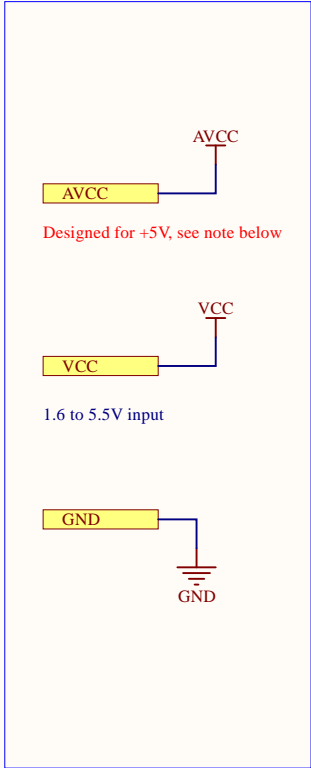 AVCC
AVCC
Designed for +5V, see note below
VCC
VCC
1.6 to 5.5V input
GND
GND